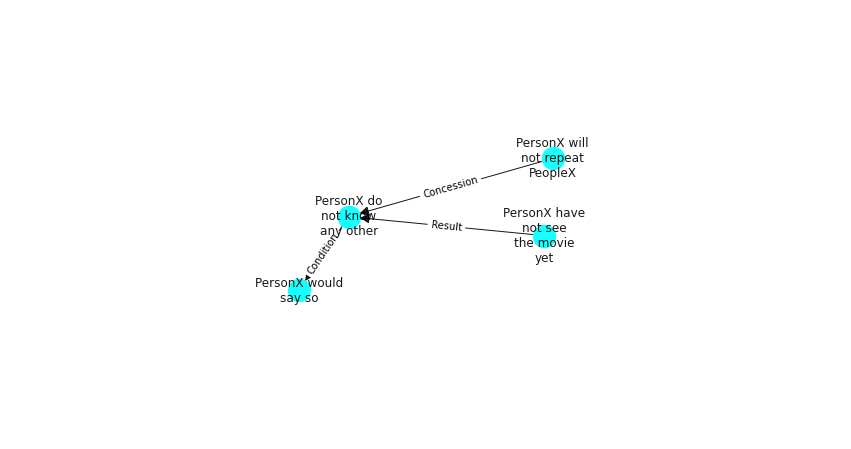 PersonX will
not repeat
PeopleX
Concession
PersonX do
not know
any other
PersonX have
not see
the movie
yet
Result
Condition
PersonX would
say so